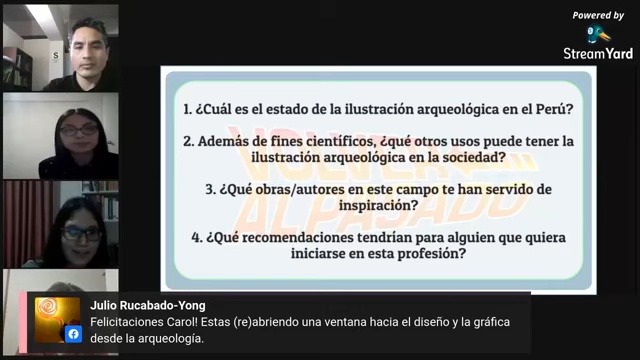 Powered by
StreamYard
VOLVER
AL PASADO
1. ¿Cuál es el estado de la ilustración arqueológica en el Perú?
2. Además de fines científicos, ¿qué otros usos puede tener la
ilustración arqueológica en la sociedad?
3. ¿Qué obras/autores en este campo te han servido de
inspiración?
4. ¿Qué recomendaciones tendrían para alguien que quiera
iniciarse en esta profesión?
Julio Rucabado-Yong
Felicitaciones Carol! Estas (re)abriendo una ventana hacia el diseño y la gráfica
desde la arqueología.